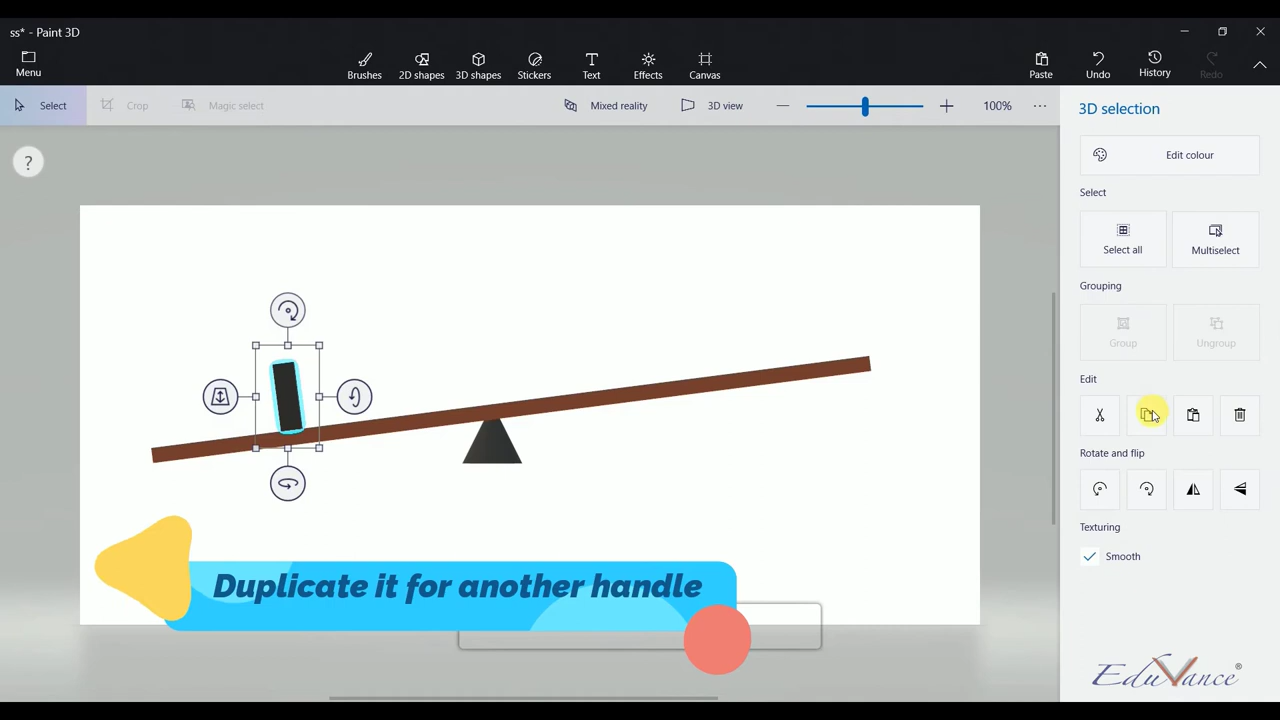 ss* - Paint 3D
Menu
Brushes
2D shapes
3D shapes
Stickers
Text
Effects
Canvas
Paste
Undo
History
Redo
Select
Crop
Magic select
Mixed reality
3D view
100%
?
3D selection
Edit colour
Select
Select all
Multiselect
Grouping
Group
Ungroup
Edit
Rotate and flip
Texturing
Smooth
Duplicate it for another handle
EduVance®